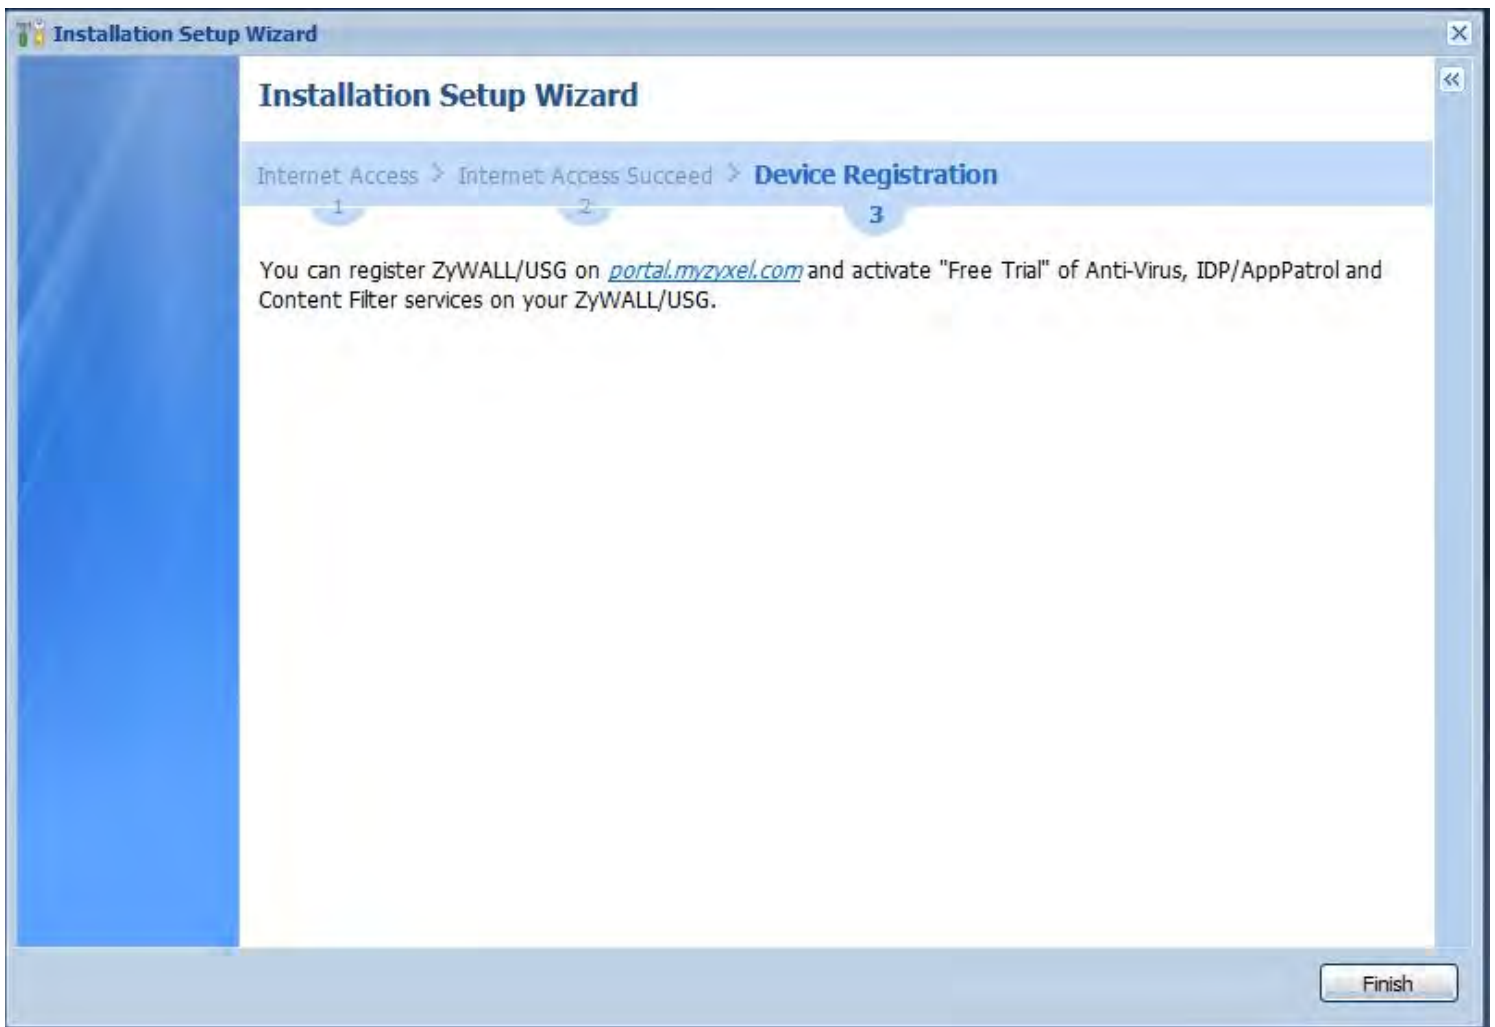 Installation Setup Wizard
Installation Setup Wizard
Internet Access > Internet Access Succeed > Device Registration
1 2 3
You can register ZyWALL/USG on portal.myzyxel.com and activate "Free Trial" of Anti-Virus, IDP/AppPatrol and
Content Filter services on your ZyWALL/USG.
Finish